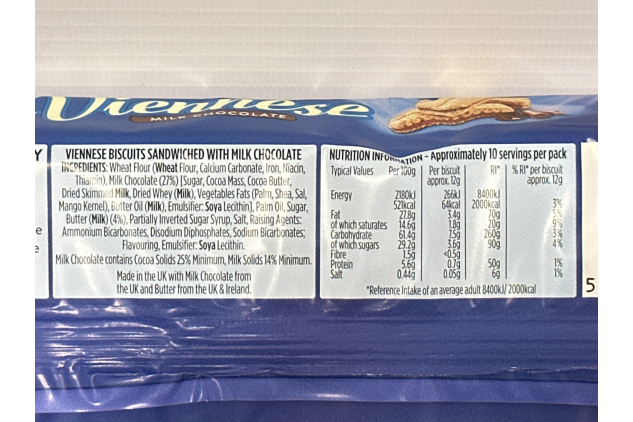 Viennese
MILK CHOCOLATE
Y
e
e
VIENNESE BISCUITS SANDWICHED WITH MILK CHOCOLATE
INGREDIENTS: Wheat Flour (Wheat Flour, Calcium Carbonate, Iron, Niacin,
Thiamin), Milk Chocolate (27%) [Sugar, Cocoa Mass, Cocoa Butter,
Dried Skimmed Milk, Dried Whey (Milk), Vegetables Fats (Palm, Shea, Sal,
Mango Kernel), Butter Oil (Milk), Emulsifier: Soya Lecithin], Palm Oil, Sugar,
Butter (Milk) (4%), Partially Inverted Sugar Syrup, Salt, Raising Agents:
Ammonium Bicarbonates, Disodium Diphosphates, Sodium Bicarbonates;
Flavouring, Emulsifier: Soya Lecithin.
Milk Chocolate contains Cocoa Solids 25% Minimum, Milk Solids 14% Minimum.
Made in the UK with Milk Chocolate from
the UK and Butter from the UK & Ireland.
NUTRITION INFORMATION - Approximately 10 servings per pack
Typical Values Per 100g Per biscuit RI* % RI* per biscuit
approx. 12g approx. 12g
Energy 2180kJ 266kJ 8400kJ
521kcal 64kcal 2000kcal 3%
Fat 27.8g 3.4g 70g 5%
of which saturates 14.6g 1.8g 20g 9%
Carbohydrate 61.4g 7.5g 260g 3%
of which sugars 29.2g 3.6g 90g 4%
Fibre 1.5g <0.5g
Protein 5.6g 0.7g 50g 1%
Salt 0.44g 0.05g 6g 1%
*Reference Intake of an average adult 8400kJ/2000kcal
5